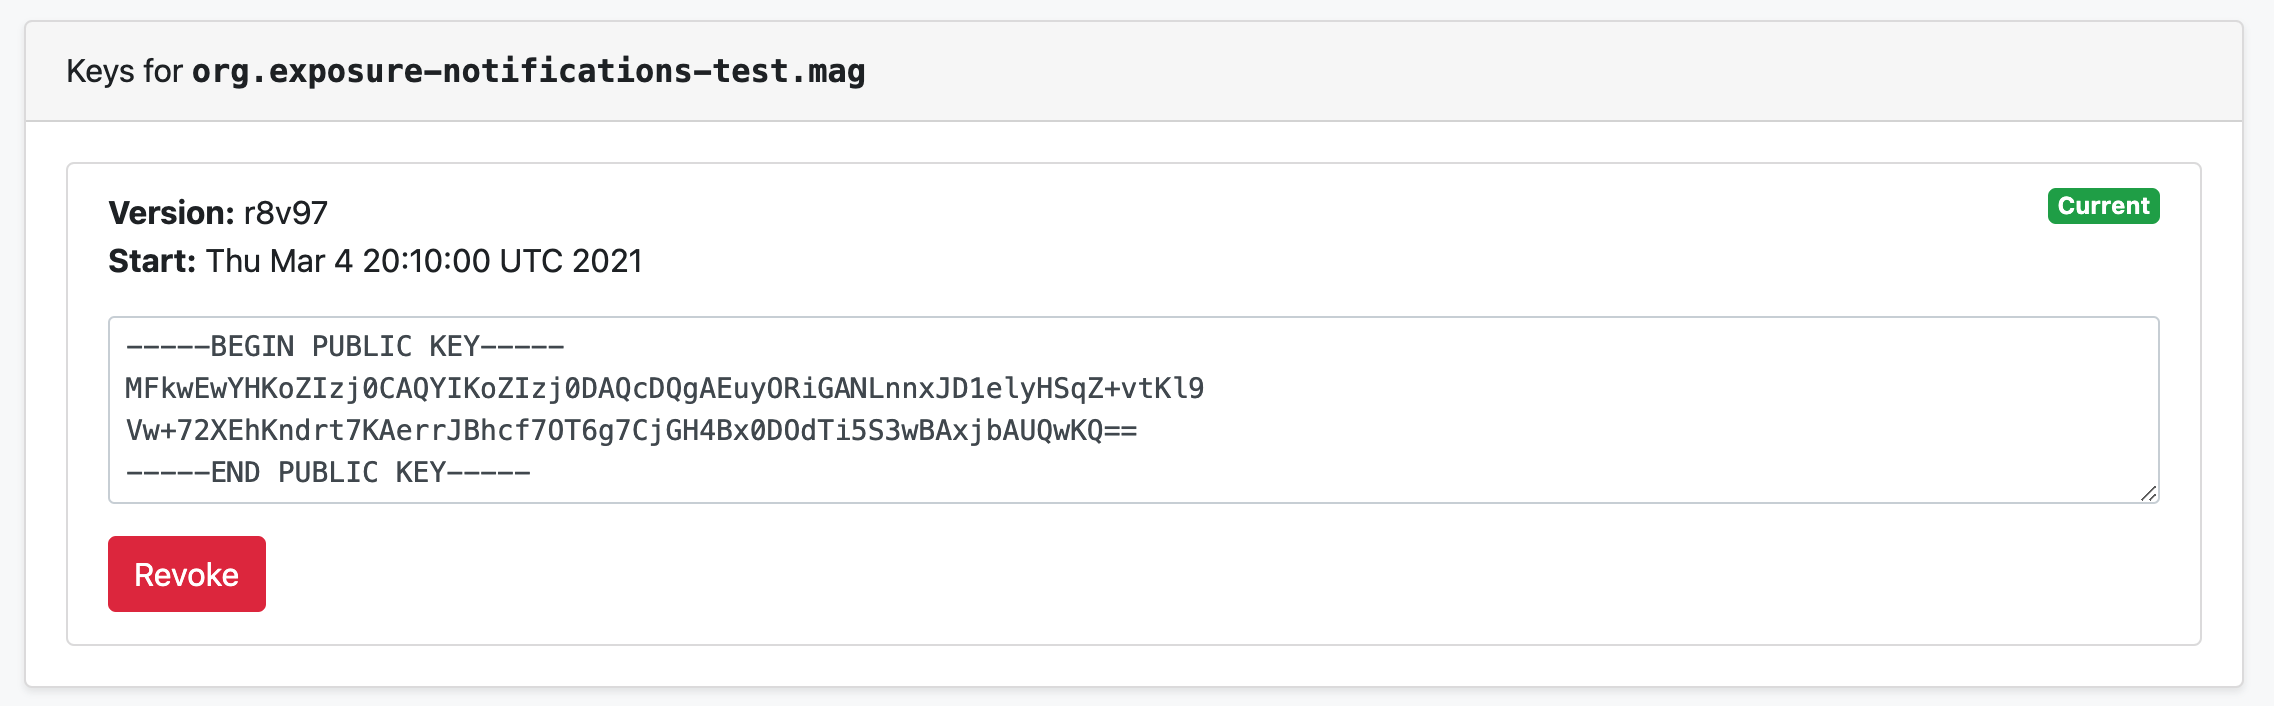 Keys for org.exposure-notifications-test.mag
Version: r8v97
Current
Start: Thu Mar 4 20:10:00 UTC 2021
-----BEGIN PUBLIC KEY-----
MFkwEwYHKoZIzj0CAQYIKoZIzj0DAQcDQgAEuyORiGANLnnxJD1elyHSqZ+vtKl9
Vw+72XEhKndrt7KAerrJBhcf7OT6g7CjGH4Bx0DOdTi5S3wBAxjbAUQwKQ==
-----END PUBLIC KEY-----
Revoke